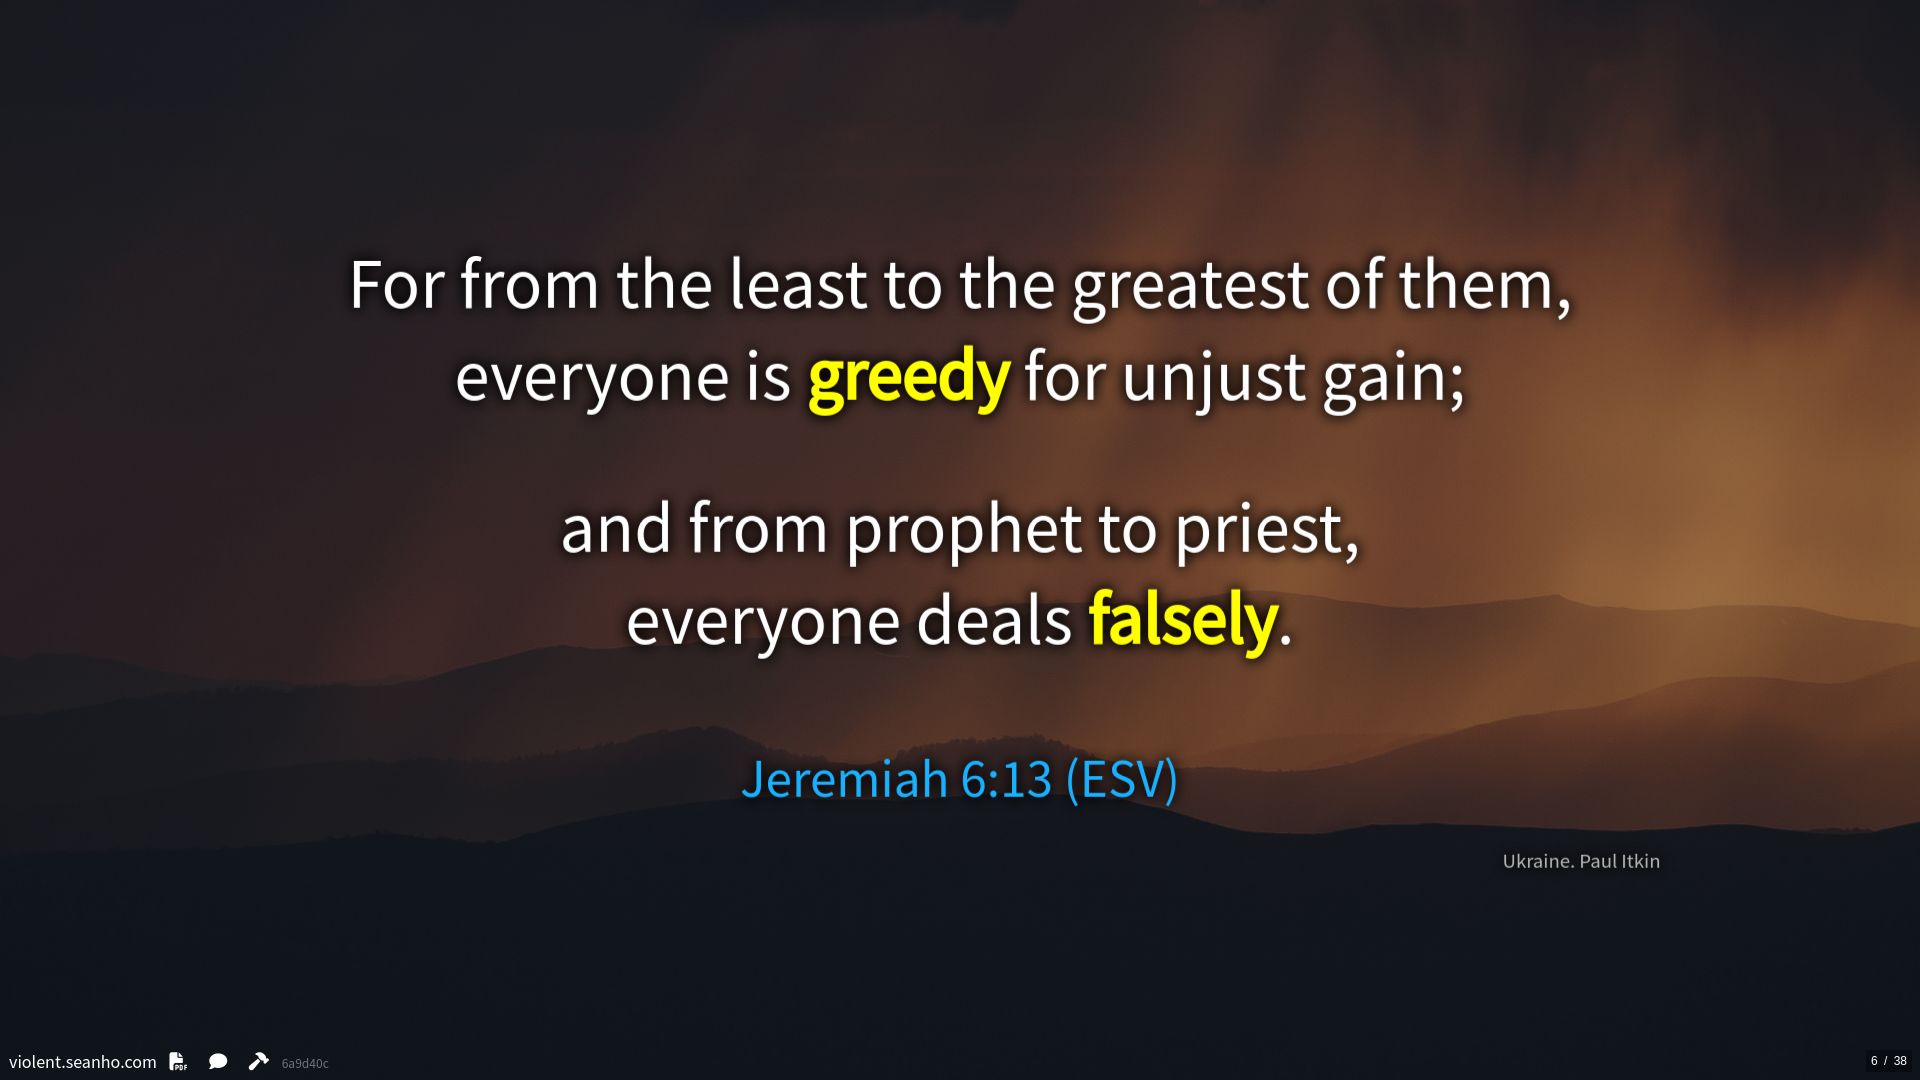 For from the least to the greatest of them,
everyone is greedy for unjust gain;
and from prophet to priest,
everyone deals falsely.
Jeremiah 6:13 (ESV)
Ukraine. Paul Itkin
violent.seanho.com PDF 6a9d40c
6 / 38